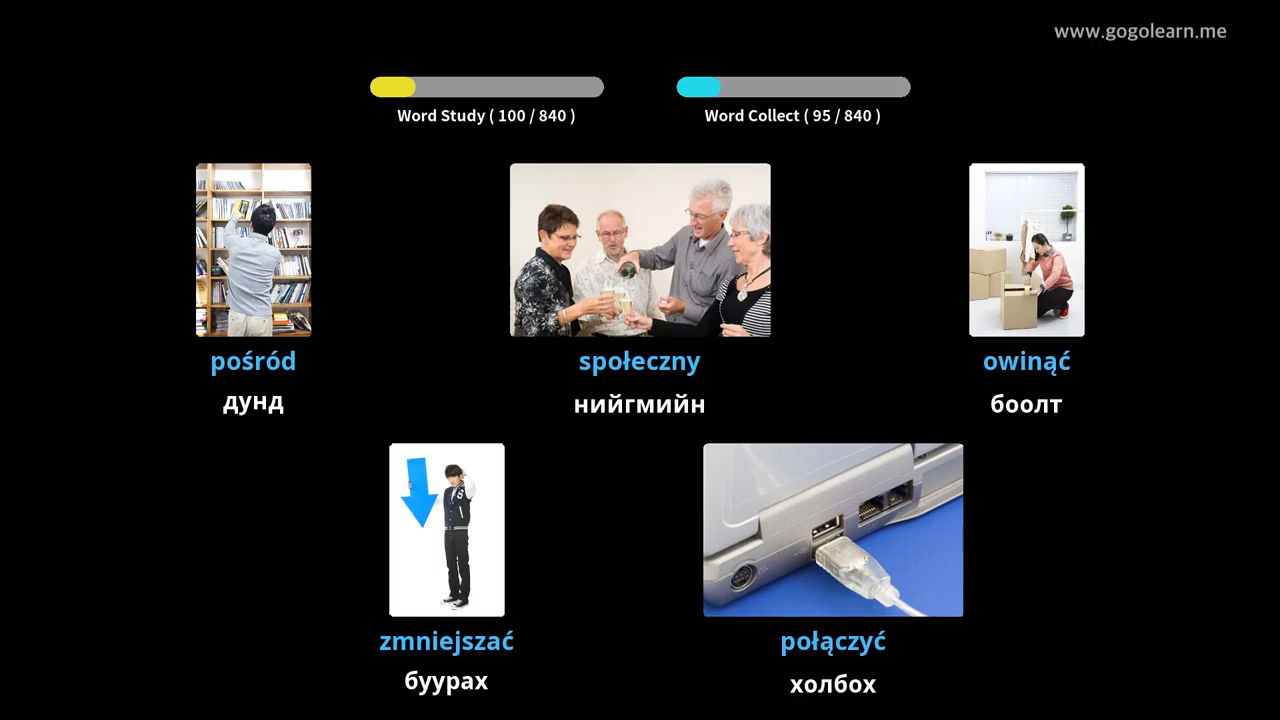 www.gogolearn.me
Word Study ( 100 / 840 )
Word Collect ( 95 / 840 )
pośród
społeczny
owinąć
дунд
нийгмийн
боолт
zmniejszać
połączyć
буурах
холбох